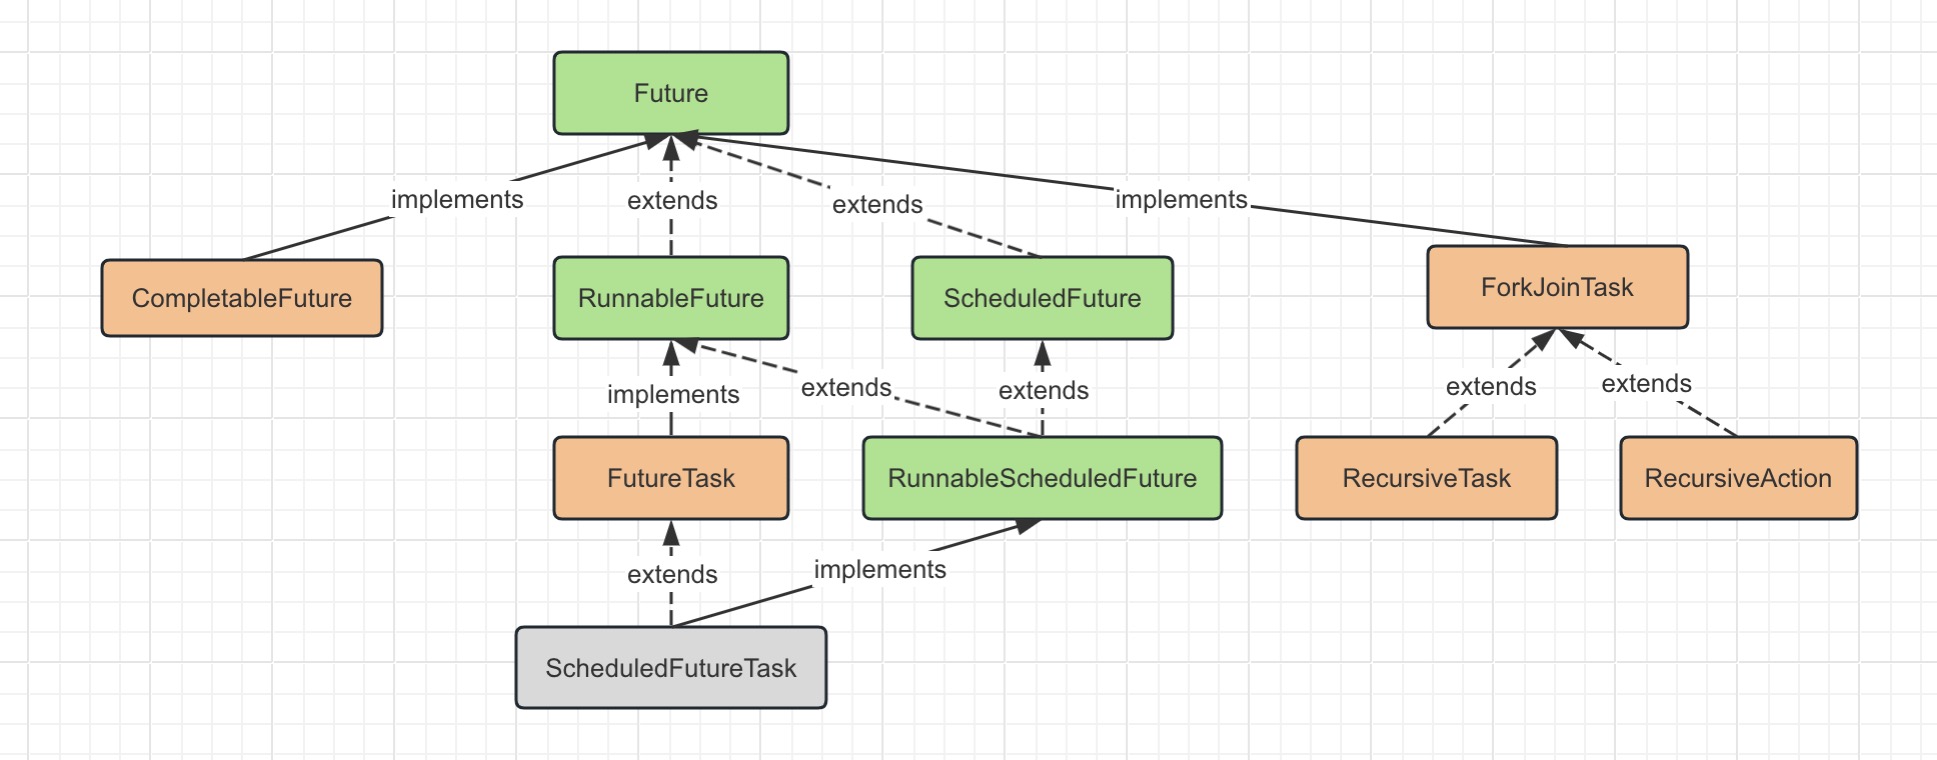 Future
implements
extends
extends
implements
CompletableFuture
RunnableFuture
ScheduledFuture
ForkJoinTask
implements
extends
extends
extends
extends
FutureTask
RunnableScheduledFuture
RecursiveTask
RecursiveAction
extends
implements
ScheduledFutureTask